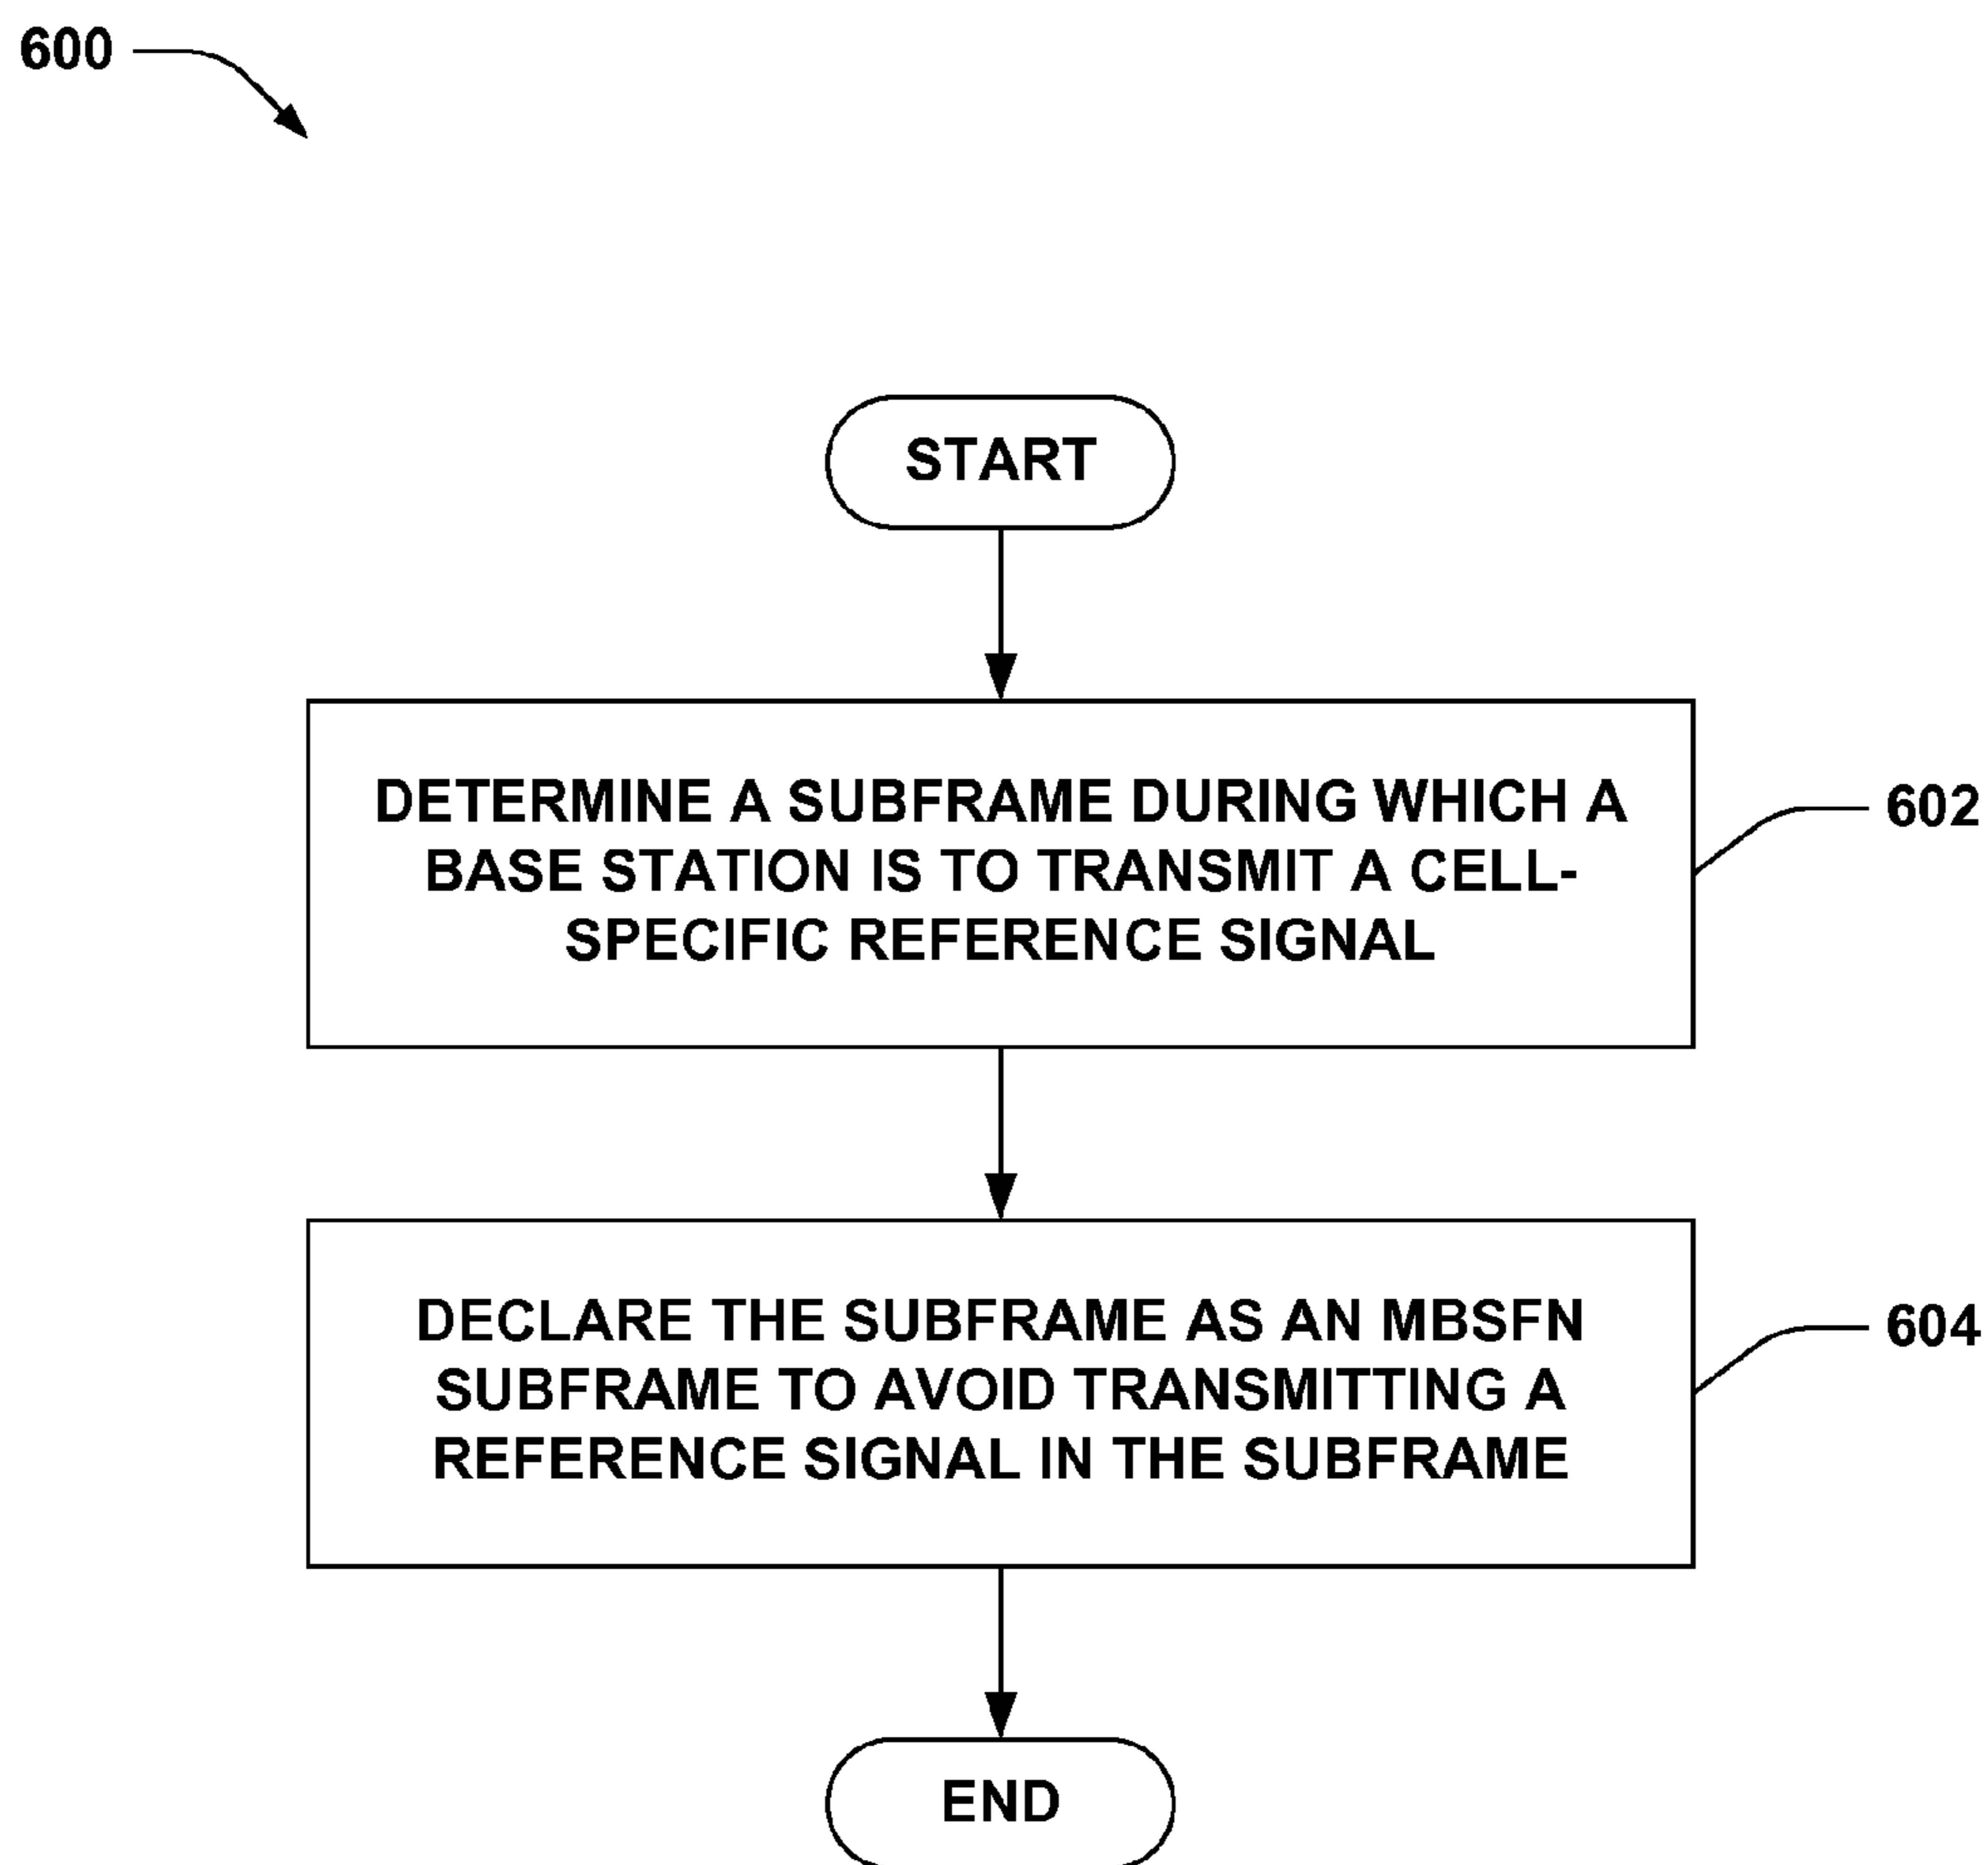 600
START
DETERMINE A SUBFRAME DURING WHICH A
BASE STATION IS TO TRANSMIT A CELL-
SPECIFIC REFERENCE SIGNAL
602
DECLARE THE SUBFRAME AS AN MBSFN
SUBFRAME TO AVOID TRANSMITTING A
REFERENCE SIGNAL IN THE SUBFRAME
604
END